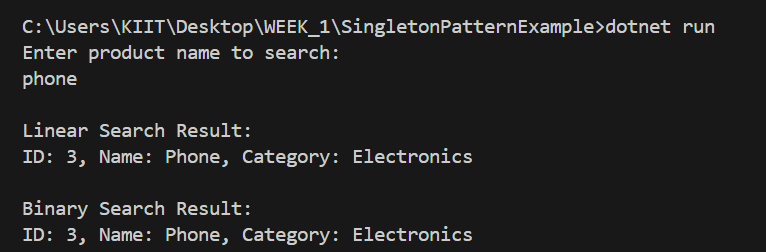 C:\Users\KIIT\Desktop\WEEK_1\SingletonPatternExample>dotnet run
Enter product name to search:
phone
Linear Search Result:
ID: 3, Name: Phone, Category: Electronics
Binary Search Result:
ID: 3, Name: Phone, Category: Electronics